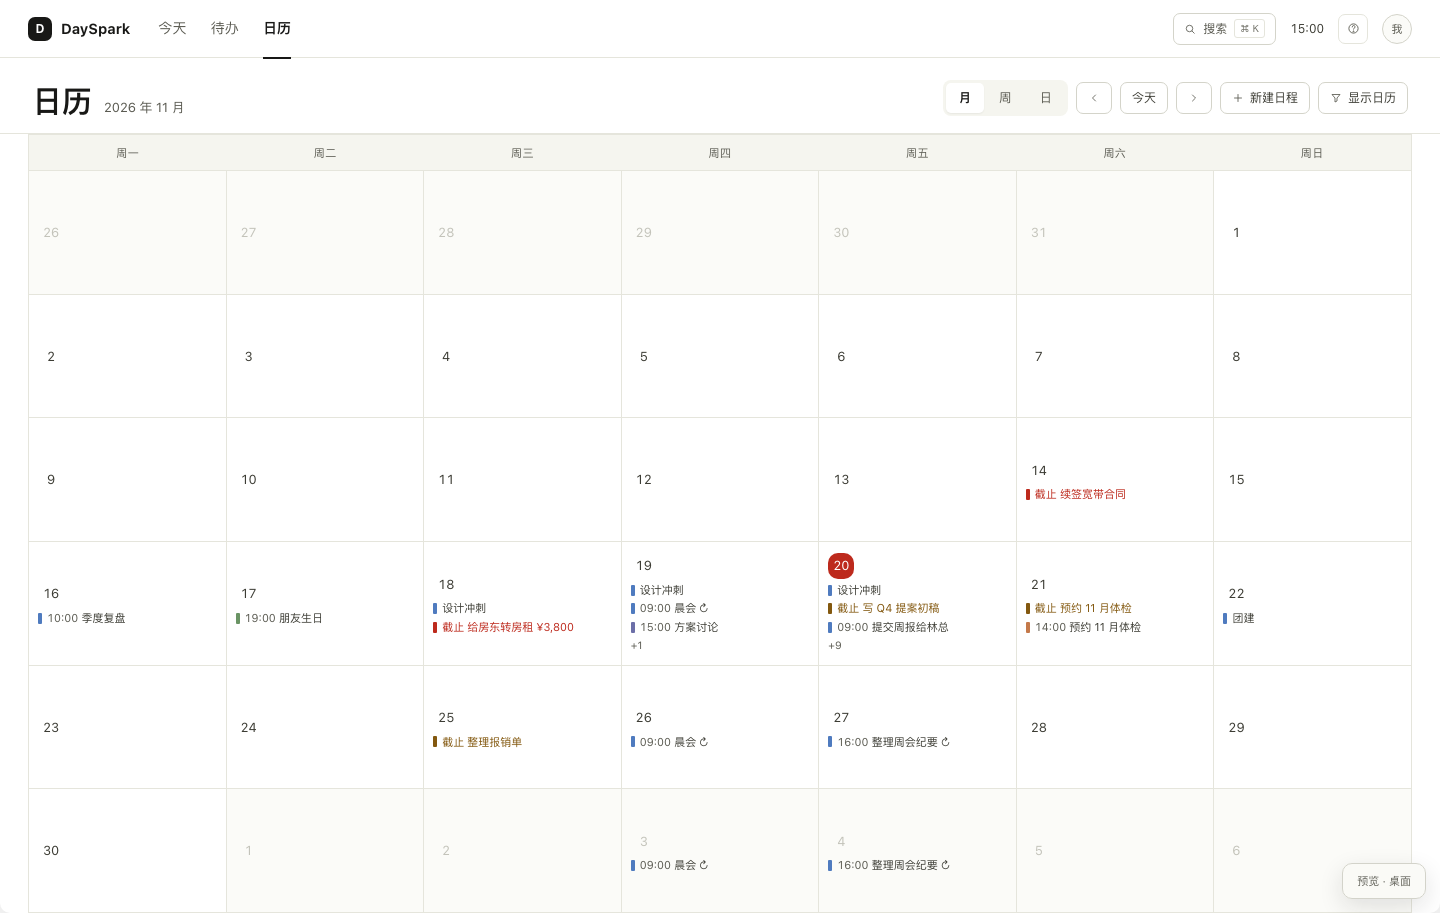 D DaySpark 今天 待办 日历 搜索 ⌘ K 15:00 我
日历 2026 年 11 月 月 周 日 今天 + 新建日程 显示日历
周一 周二 周三 周四 周五 周六 周日
26 27 28 29 30 31 1
2 3 4 5 6 7 8
9 10 11 12 13 14 15
截止 续签宽带合同
16 17 18 19 20 21 22
10:00 季度复盘
19:00 朋友生日
设计冲刺
截止 给房东转房租 ¥3,800
设计冲刺
09:00 晨会 ↻
15:00 方案讨论
+1
设计冲刺
截止 写 Q4 提案初稿
09:00 提交周报给林总
+9
截止 预约 11 月体检
14:00 预约 11 月体检
团建
23 24 25 26 27 28 29
截止 整理报销单
09:00 晨会 ↻
16:00 整理周会纪要 ↻
30 1 2 3 4 5 6
09:00 晨会 ↻
16:00 整理周会纪要 ↻
预览 · 桌面